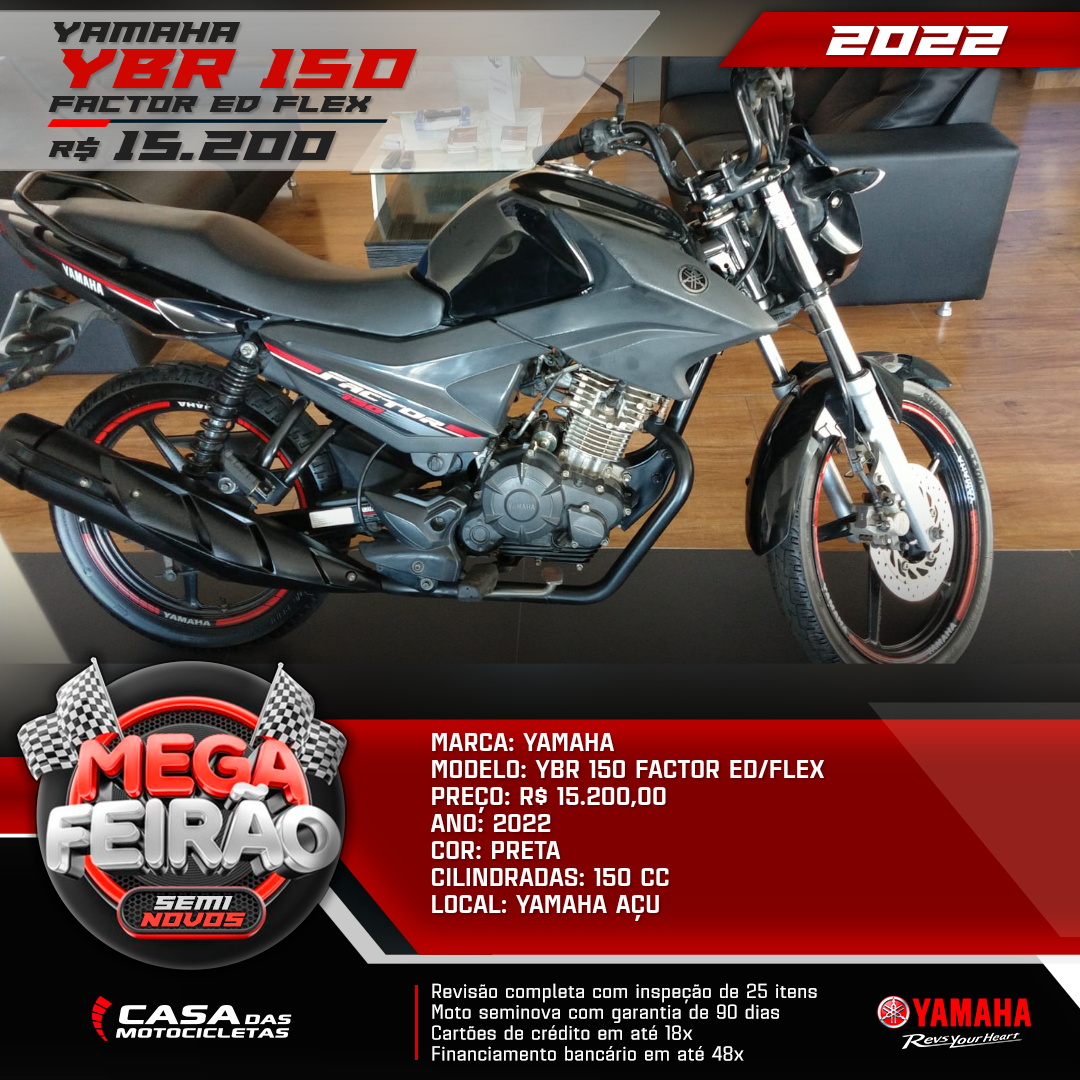 YAMAHA
YBR 150
FACTOR ED FLEX
R$ 15.200
2022
YAMAHA
FACTOR
150
YAMAHA
YAMAHA
YAMAHA
YAMAHA
MEGA
FEIRÃO
SEMI
NOVOS
MARCA: YAMAHA
MODELO: YBR 150 FACTOR ED/FLEX
PREÇO: R$ 15.200,00
ANO: 2022
COR: PRETA
CILINDRADAS: 150 CC
LOCAL: YAMAHA AÇU
CASA DAS
MOTOCICLETAS
Revisão completa com inspeção de 25 itens
Moto seminova com garantia de 90 dias
Cartões de crédito em até 18x
Financiamento bancário em até 48x
YAMAHA
Revs Your Heart